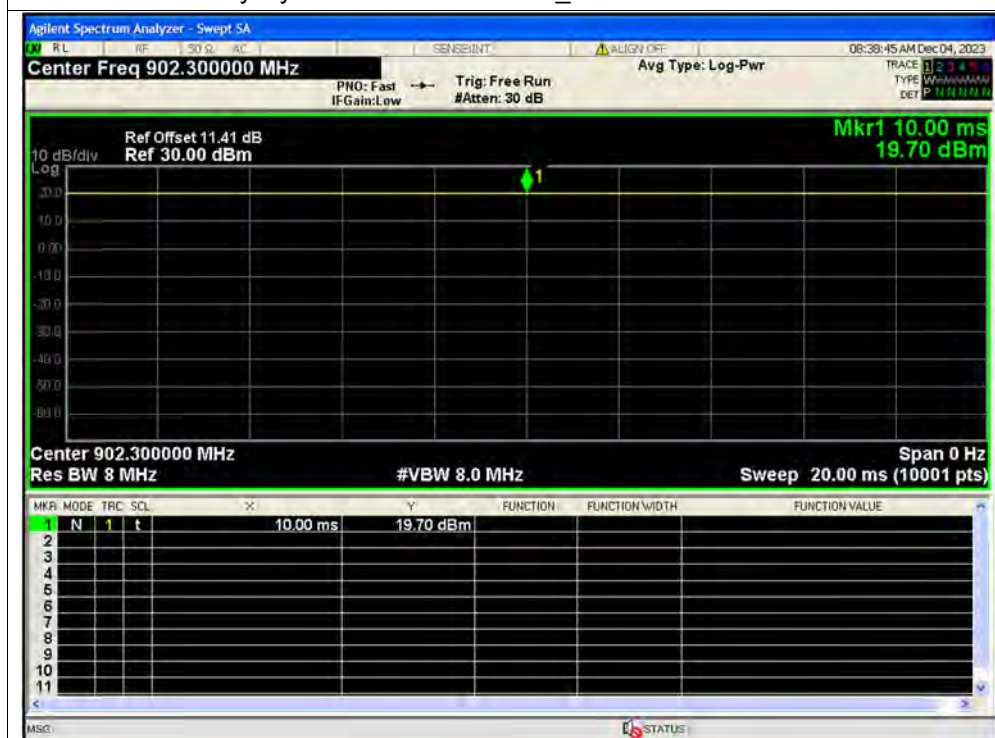 Agilent Spectrum Analyzer - Swept SA
RL RF 50 Ω AC SENSE:INT ALIGN OFF 08:38:45 AM Dec 04, 2023
Center Freq 902.300000 MHz Avg Type: Log-Pwr TRACE 1 2 3 4 5 6
PNO: Fast Trig: Free Run TYPE
IFGain:Low #Atten: 30 dB DET P N N N N N
Ref Offset 11.41 dB Mkr1 10.00 ms
10 dB/div Ref 30.00 dBm 19.70 dBm
Log
1
20.0
10.0
0.00
-10.0
-20.0
-30.0
-40.0
-50.0
-60.0
Center 902.300000 MHz Span 0 Hz
Res BW 8 MHz #VBW 8.0 MHz Sweep 20.00 ms (10001 pts)
MKR MODE TRC SCL X Y FUNCTION FUNCTION WIDTH FUNCTION VALUE
1 N 1 t 10.00 ms 19.70 dBm
2
3
4
5
6
7
8
9
10
11
MSG STATUS